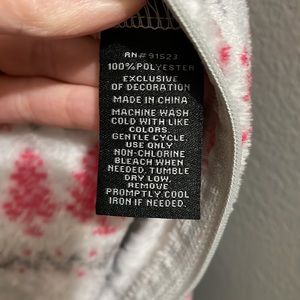 RN# 91523
100% POLYESTER
EXCLUSIVE
OF DECORATION
MADE IN CHINA
MACHINE WASH
COLD WITH LIKE
COLORS.
GENTLE CYCLE.
USE ONLY
NON-CHLORINE
BLEACH WHEN
NEEDED. TUMBLE
DRY LOW.
REMOVE
PROMPTLY. COOL
IRON IF NEEDED.